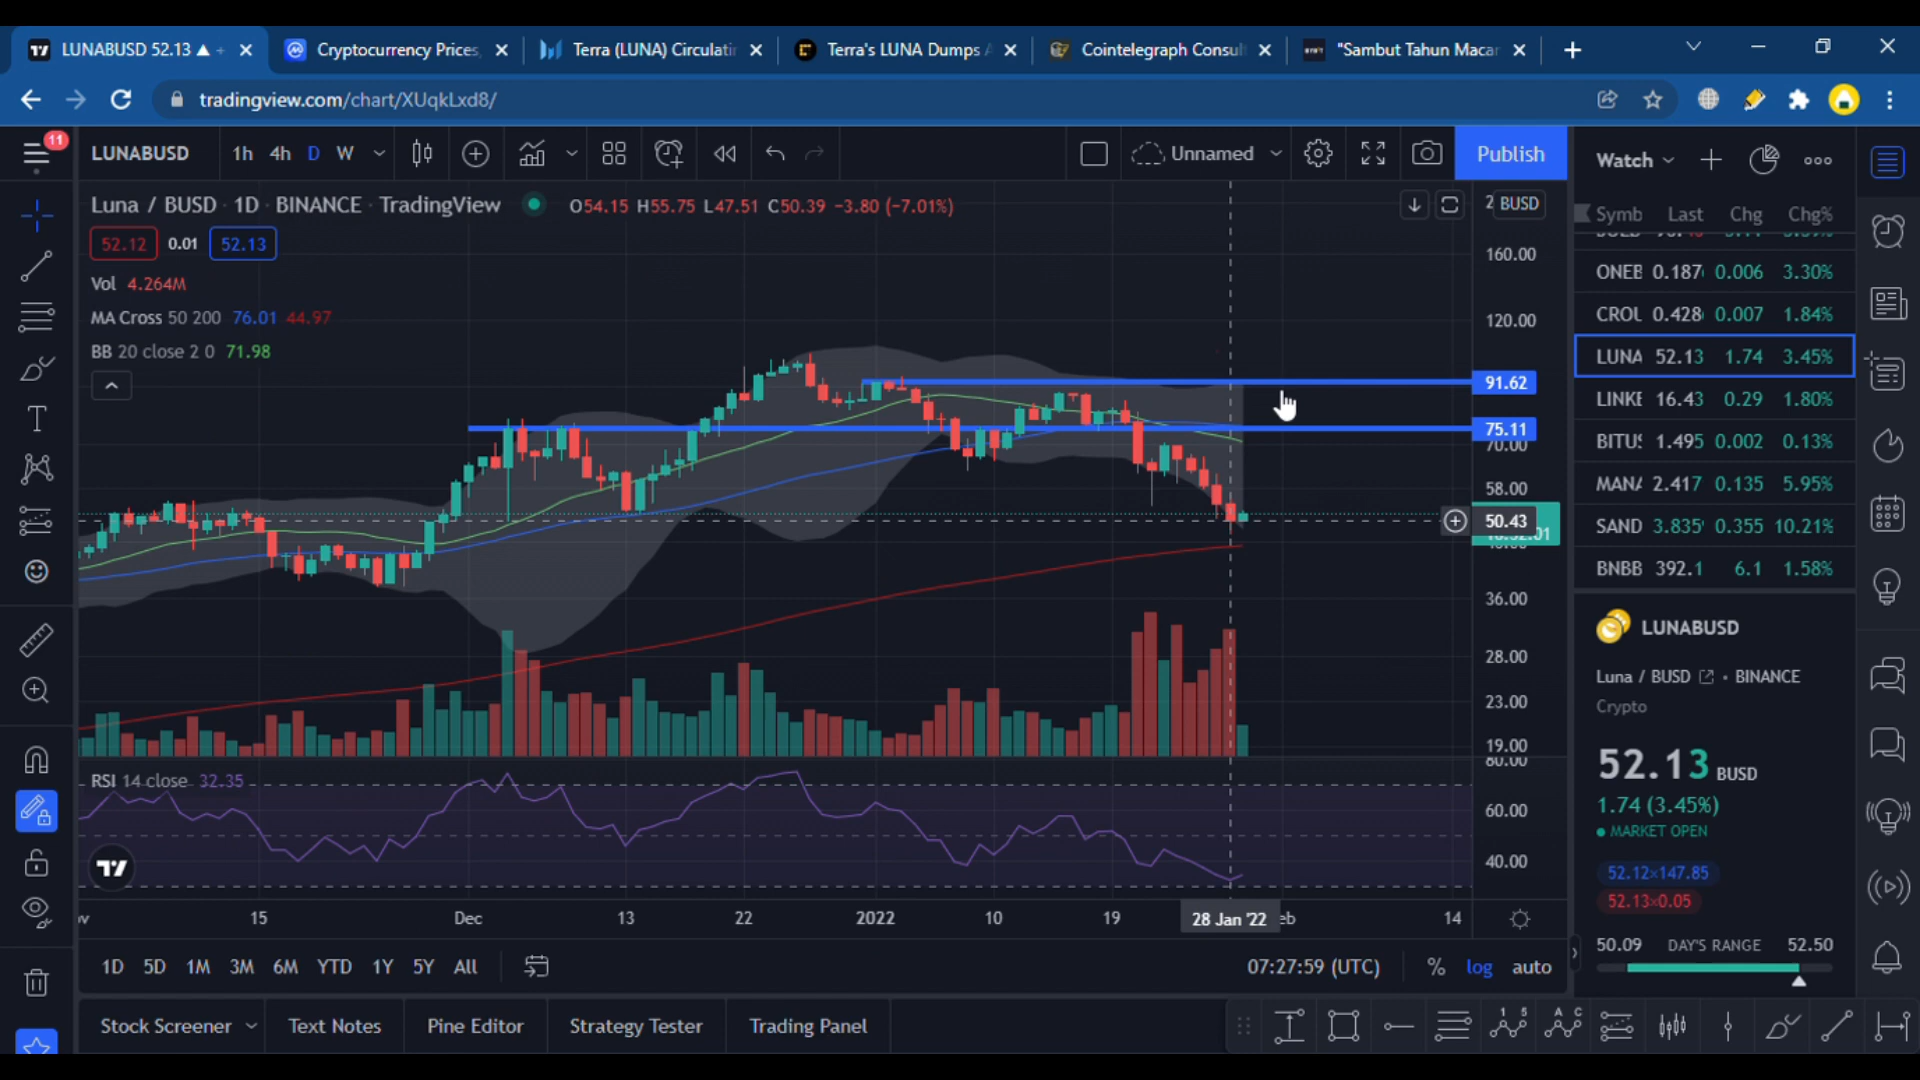 LUNABUSD 52.13 ▲ +
Cryptocurrency Prices,
Terra (LUNA) Circulatin
Terra's LUNA Dumps A
Cointelegraph Consult
"Sambut Tahun Macan
tradingview.com/chart/XUqkLxd8/
11
LUNABUSD
1h 4h D W
Unnamed
Publish
Watch
Luna / BUSD · 1D · BINANCE · TradingView
O54.15 H55.75 L47.51 C50.39 −3.80 (−7.01%)
BUSD
52.12 0.01 52.13
Vol 4.264M
MA Cross 50 200 76.01 44.97
BB 20 close 2 0 71.98
160.00
120.00
91.62
75.11
70.00
58.00
50.43
36.00
28.00
23.00
19.00
80.00
RSI 14 close 32.35
60.00
40.00
15 Dec 13 22 2022 10 19 28 Jan '22 eb 14
1D 5D 1M 3M 6M YTD 1Y 5Y All
07:27:59 (UTC) % log auto
Stock Screener Text Notes Pine Editor Strategy Tester Trading Panel
Symb Last Chg Chg%
ONEB 0.187 0.006 3.30%
CROU 0.428 0.007 1.84%
LUNA 52.13 1.74 3.45%
LINKE 16.43 0.29 1.80%
BITUS 1.495 0.002 0.13%
MANA 2.417 0.135 5.95%
SAND 3.835 0.355 10.21%
BNBB 392.1 6.1 1.58%
LUNABUSD
Luna / BUSD • BINANCE
Crypto
52.13 BUSD
1.74 (3.45%)
MARKET OPEN
52.12×147.85
52.13×0.05
50.09 DAY'S RANGE 52.50